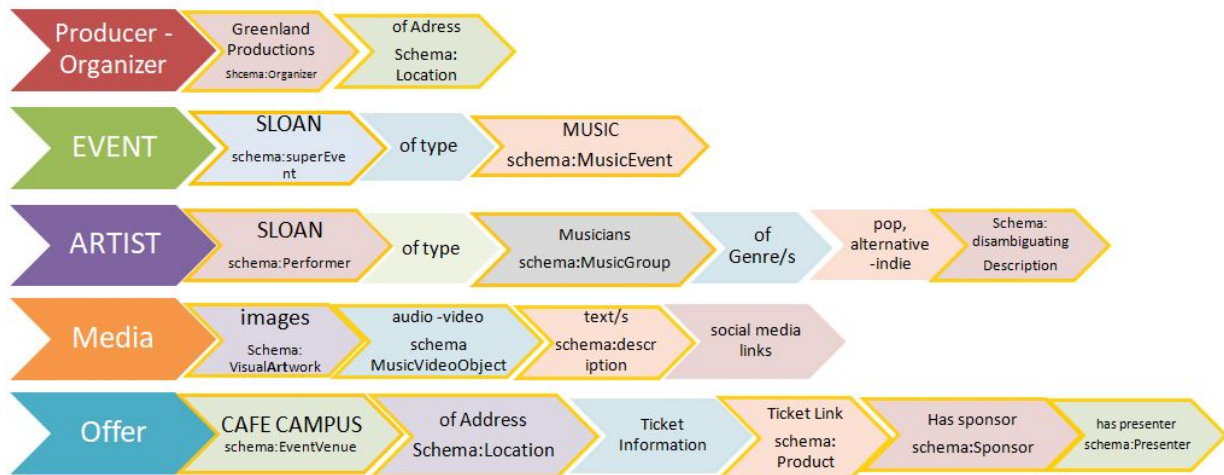 Producer -
Organizer
Greenland
Productions
Shcema:Organizer
of Adress
Schema:
Location
EVENT
SLOAN
schema:superEve
nt
of type
MUSIC
schema:MusicEvent
ARTIST
SLOAN
schema:Performer
of type
Musicians
schema:MusicGroup
of
Genre/s
pop,
alternative
-indie
Schema:
disambiguating
Description
Media
images
Schema:
VisualArtwork
audio -video
schema
MusicVideoObject
text/s
schema:descr
iption
social media
links
Offer
CAFE CAMPUS
schema:EventVenue
of Address
Schema:Location
Ticket
Information
Ticket Link
schema:
Product
Has sponsor
schema:Sponsor
has presenter
schema:Presenter